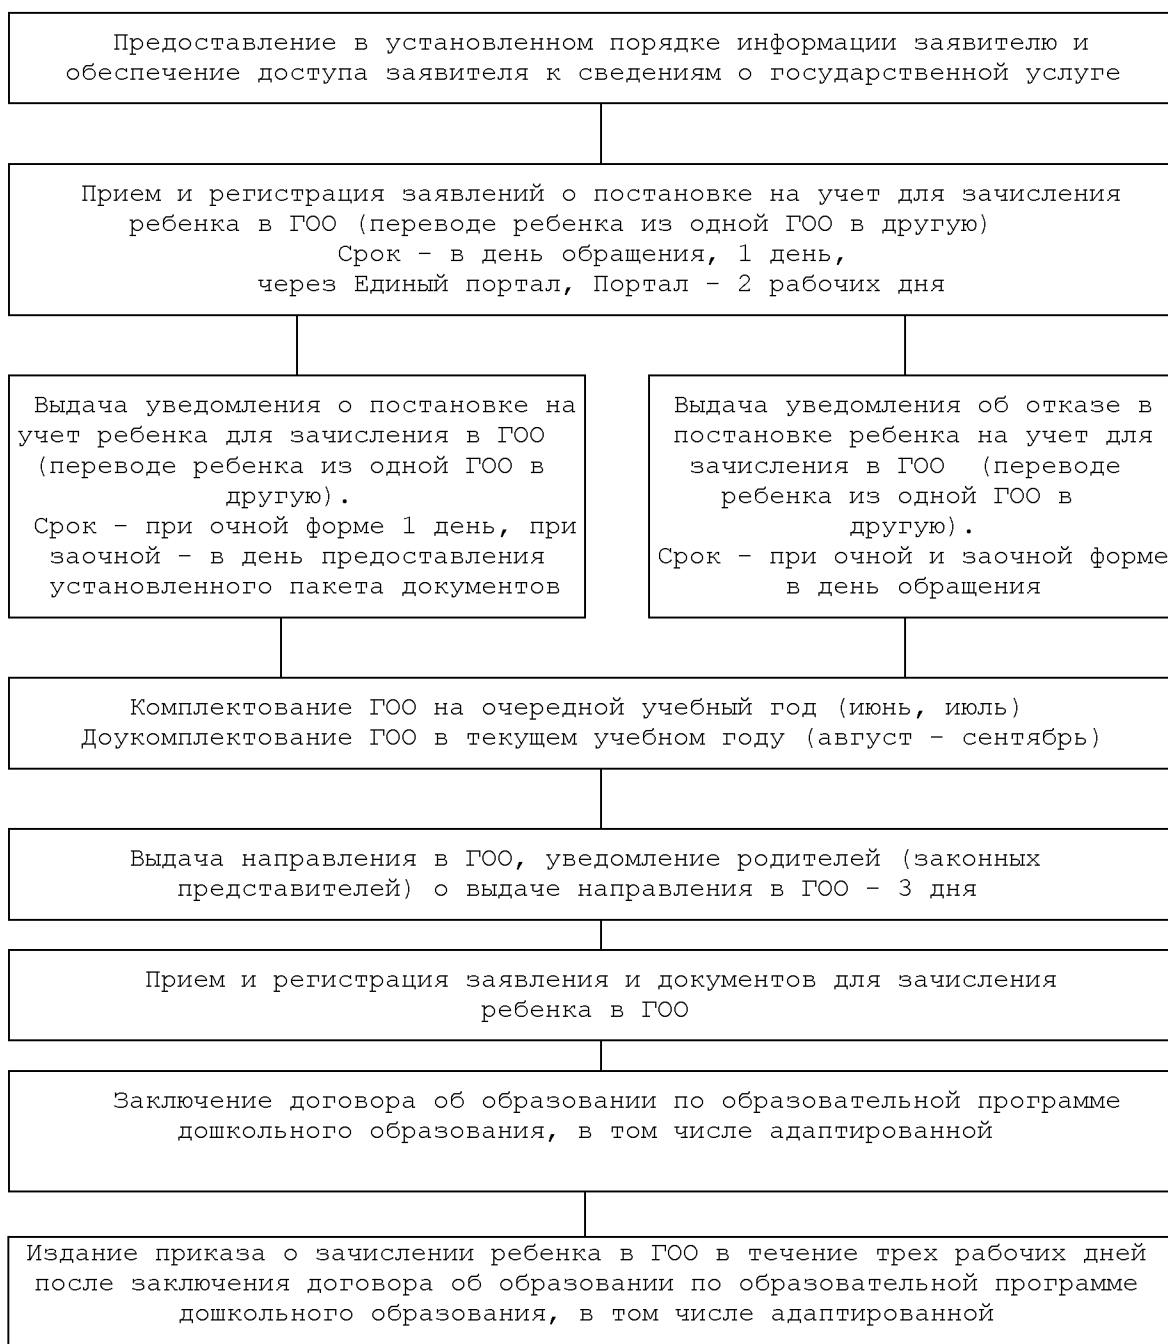 Предоставление в установленном порядке информации заявителю и
обеспечение доступа заявителя к сведениям о государственной услуге
Прием и регистрация заявлений о постановке на учет для зачисления
ребенка в ГОО (переводе ребенка из одной ГОО в другую)
Срок - в день обращения, 1 день,
через Единый портал, Портал - 2 рабочих дня
Выдача уведомления о постановке на
учет ребенка для зачисления в ГОО
(переводе ребенка из одной ГОО в
другую).
Срок - при очной форме 1 день, при
заочной - в день предоставления
установленного пакета документов
Выдача уведомления об отказе в
постановке ребенка на учет для
зачисления в ГОО (переводе
ребенка из одной ГОО в
другую).
Срок - при очной и заочной форме
в день обращения
Комплектование ГОО на очередной учебный год (июнь, июль)
Доукомплектование ГОО в текущем учебном году (август - сентябрь)
Выдача направления в ГОО, уведомление родителей (законных
представителей) о выдаче направления в ГОО - 3 дня
Прием и регистрация заявления и документов для зачисления
ребенка в ГОО
Заключение договора об образовании по образовательной программе
дошкольного образования, в том числе адаптированной
Издание приказа о зачислении ребенка в ГОО в течение трех рабочих дней
после заключения договора об образовании по образовательной программе
дошкольного образования, в том числе адаптированной